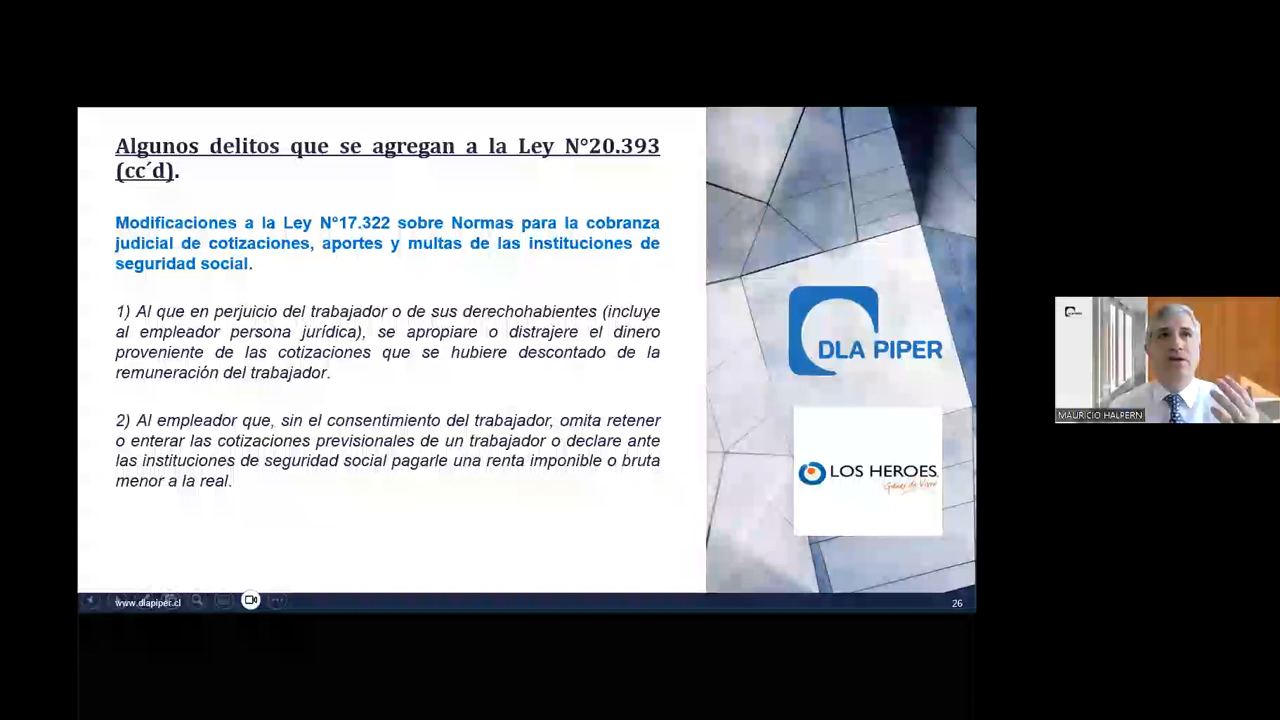 Algunos delitos que se agregan a la Ley N°20.393
(cc´d).
Modificaciones a la Ley N°17.322 sobre Normas para la cobranza
judicial de cotizaciones, aportes y multas de las instituciones de
seguridad social.
1) Al que en perjuicio del trabajador o de sus derechohabientes (incluye
al empleador persona jurídica), se apropiare o distrajere el dinero
proveniente de las cotizaciones que se hubiere descontado de la
remuneración del trabajador.
2) Al empleador que, sin el consentimiento del trabajador, omita retener
o enterar las cotizaciones previsionales de un trabajador o declare ante
las instituciones de seguridad social pagarle una renta imponible o bruta
menor a la real.
DLA PIPER
LOS HEROES
Ganas de Vivir
www.dlapiper.cl
26
MAURICIO HALPERN